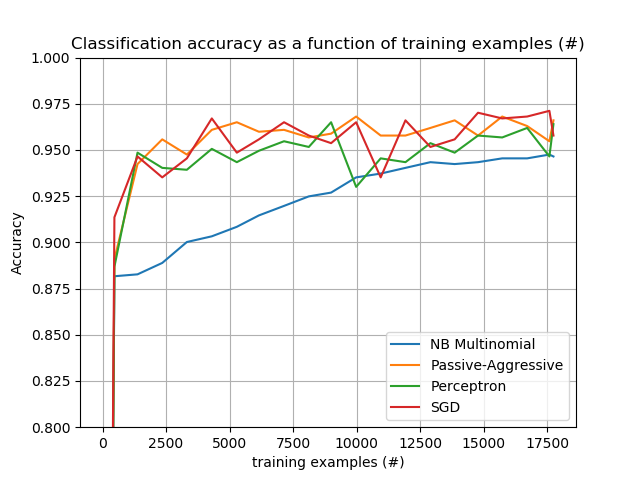 Classification accuracy as a function of training examples (#)
1.000
0.975
0.950
0.925
0.900
0.875
0.850
0.825
0.800
Accuracy
NB Multinomial
Passive-Aggressive
Perceptron
SGD
0 2500 5000 7500 10000 12500 15000 17500
training examples (#)